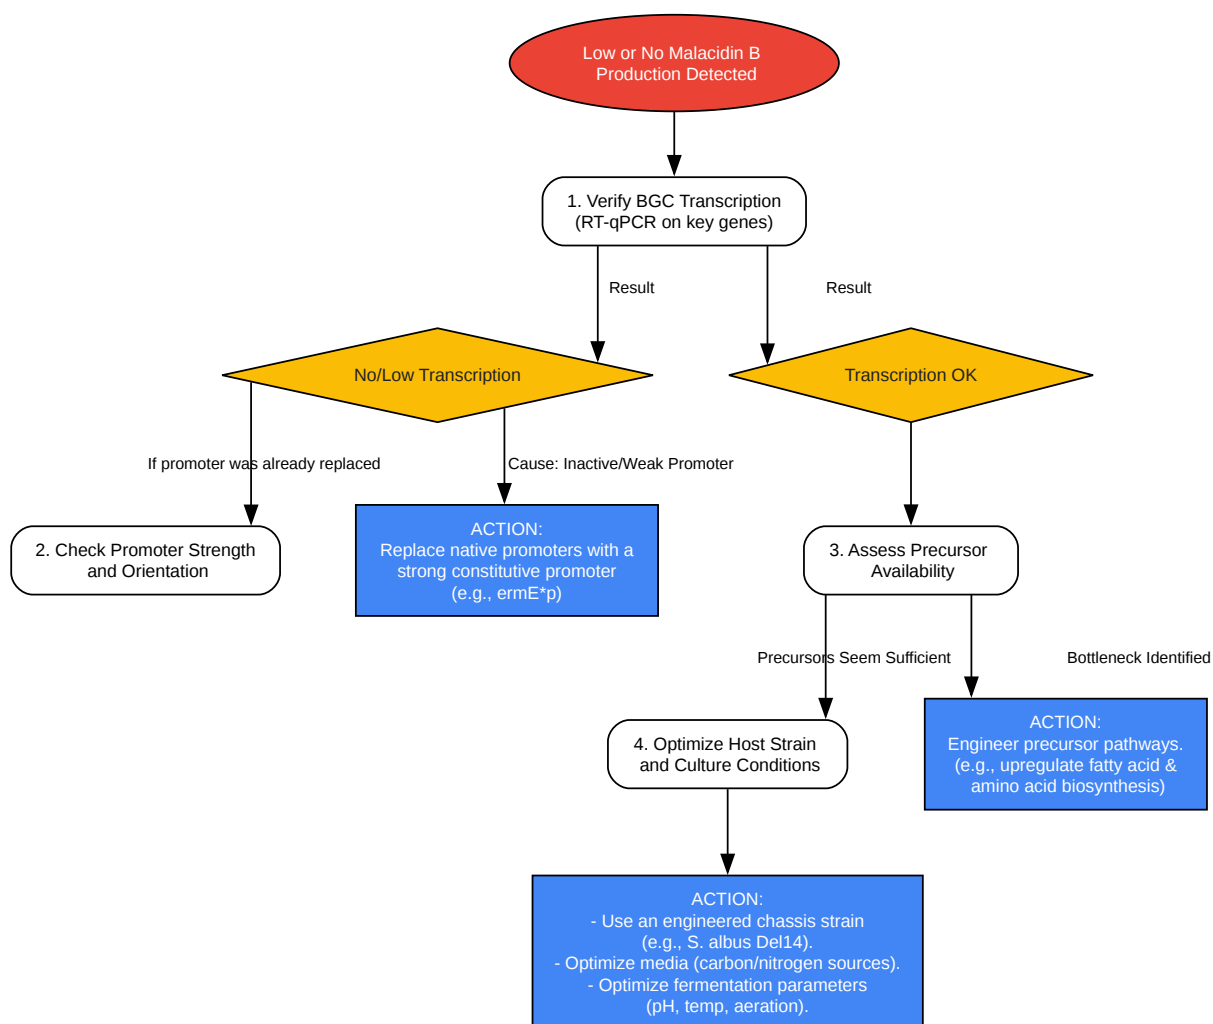 Low or No Malacidin B
Production Detected
1. Verify BGC Transcription
(RT-qPCR on key genes)
Result
Result
No/Low Transcription
Transcription OK
If promoter was already replaced
Cause: Inactive/Weak Promoter
2. Check Promoter Strength
and Orientation
ACTION:
Replace native promoters with a
strong constitutive promoter
(e.g., ermE*p)
3. Assess Precursor
Availability
Precursors Seem Sufficient
Bottleneck Identified
4. Optimize Host Strain
and Culture Conditions
ACTION:
Engineer precursor pathways.
(e.g., upregulate fatty acid &
amino acid biosynthesis)
ACTION:
- Use an engineered chassis strain
(e.g., S. albus Del14).
- Optimize media (carbon/nitrogen sources).
- Optimize fermentation parameters
(pH, temp, aeration).